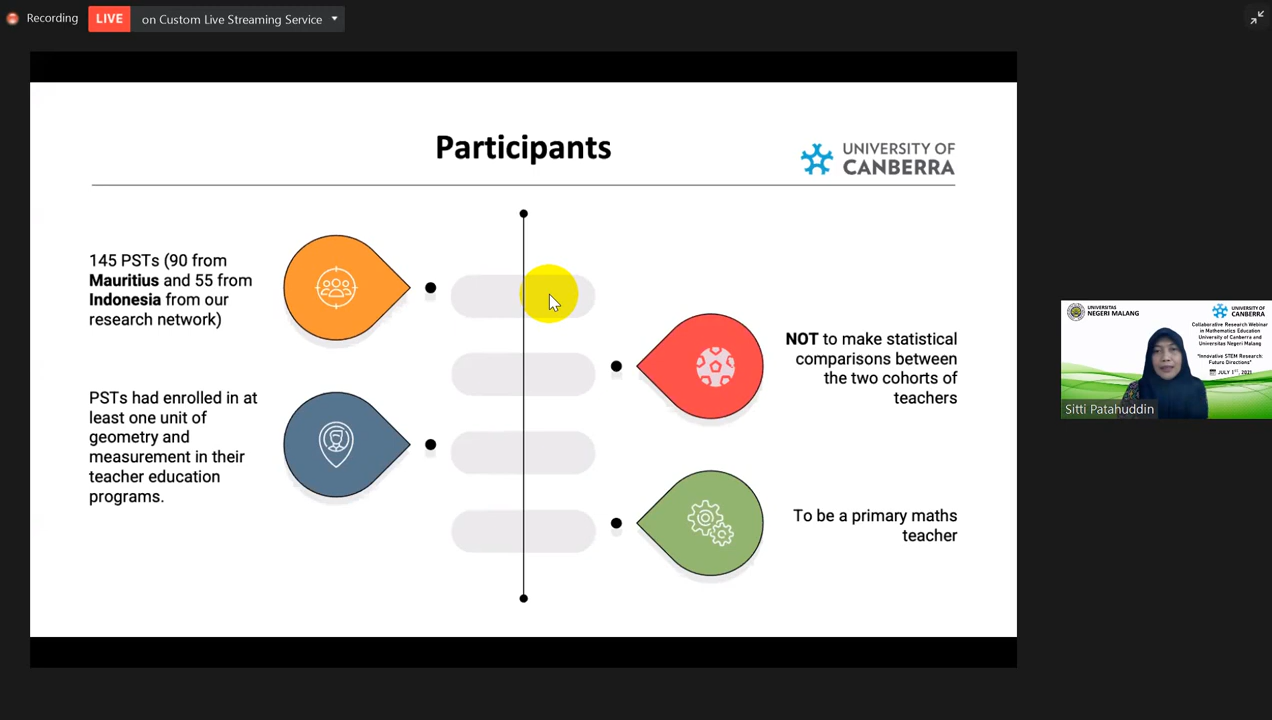 Recording
LIVE
on Custom Live Streaming Service
Participants
UNIVERSITY OF
CANBERRA
145 PSTs (90 from
Mauritius and 55 from
Indonesia from our
research network)
NOT to make statistical
comparisons between
the two cohorts of
teachers
PSTs had enrolled in at
least one unit of
geometry and
measurement in their
teacher education
programs.
To be a primary maths
teacher
UNIVERSITAS
NEGERI MALANG
UNIVERSITY OF
CANBERRA
Collaborative Research Webinar
in Mathematics Education
University of Canberra and
Universitas Negeri Malang
"Innovative STEM Research:
Future Directions"
JULY 1ST, 2021
Sitti Patahuddin